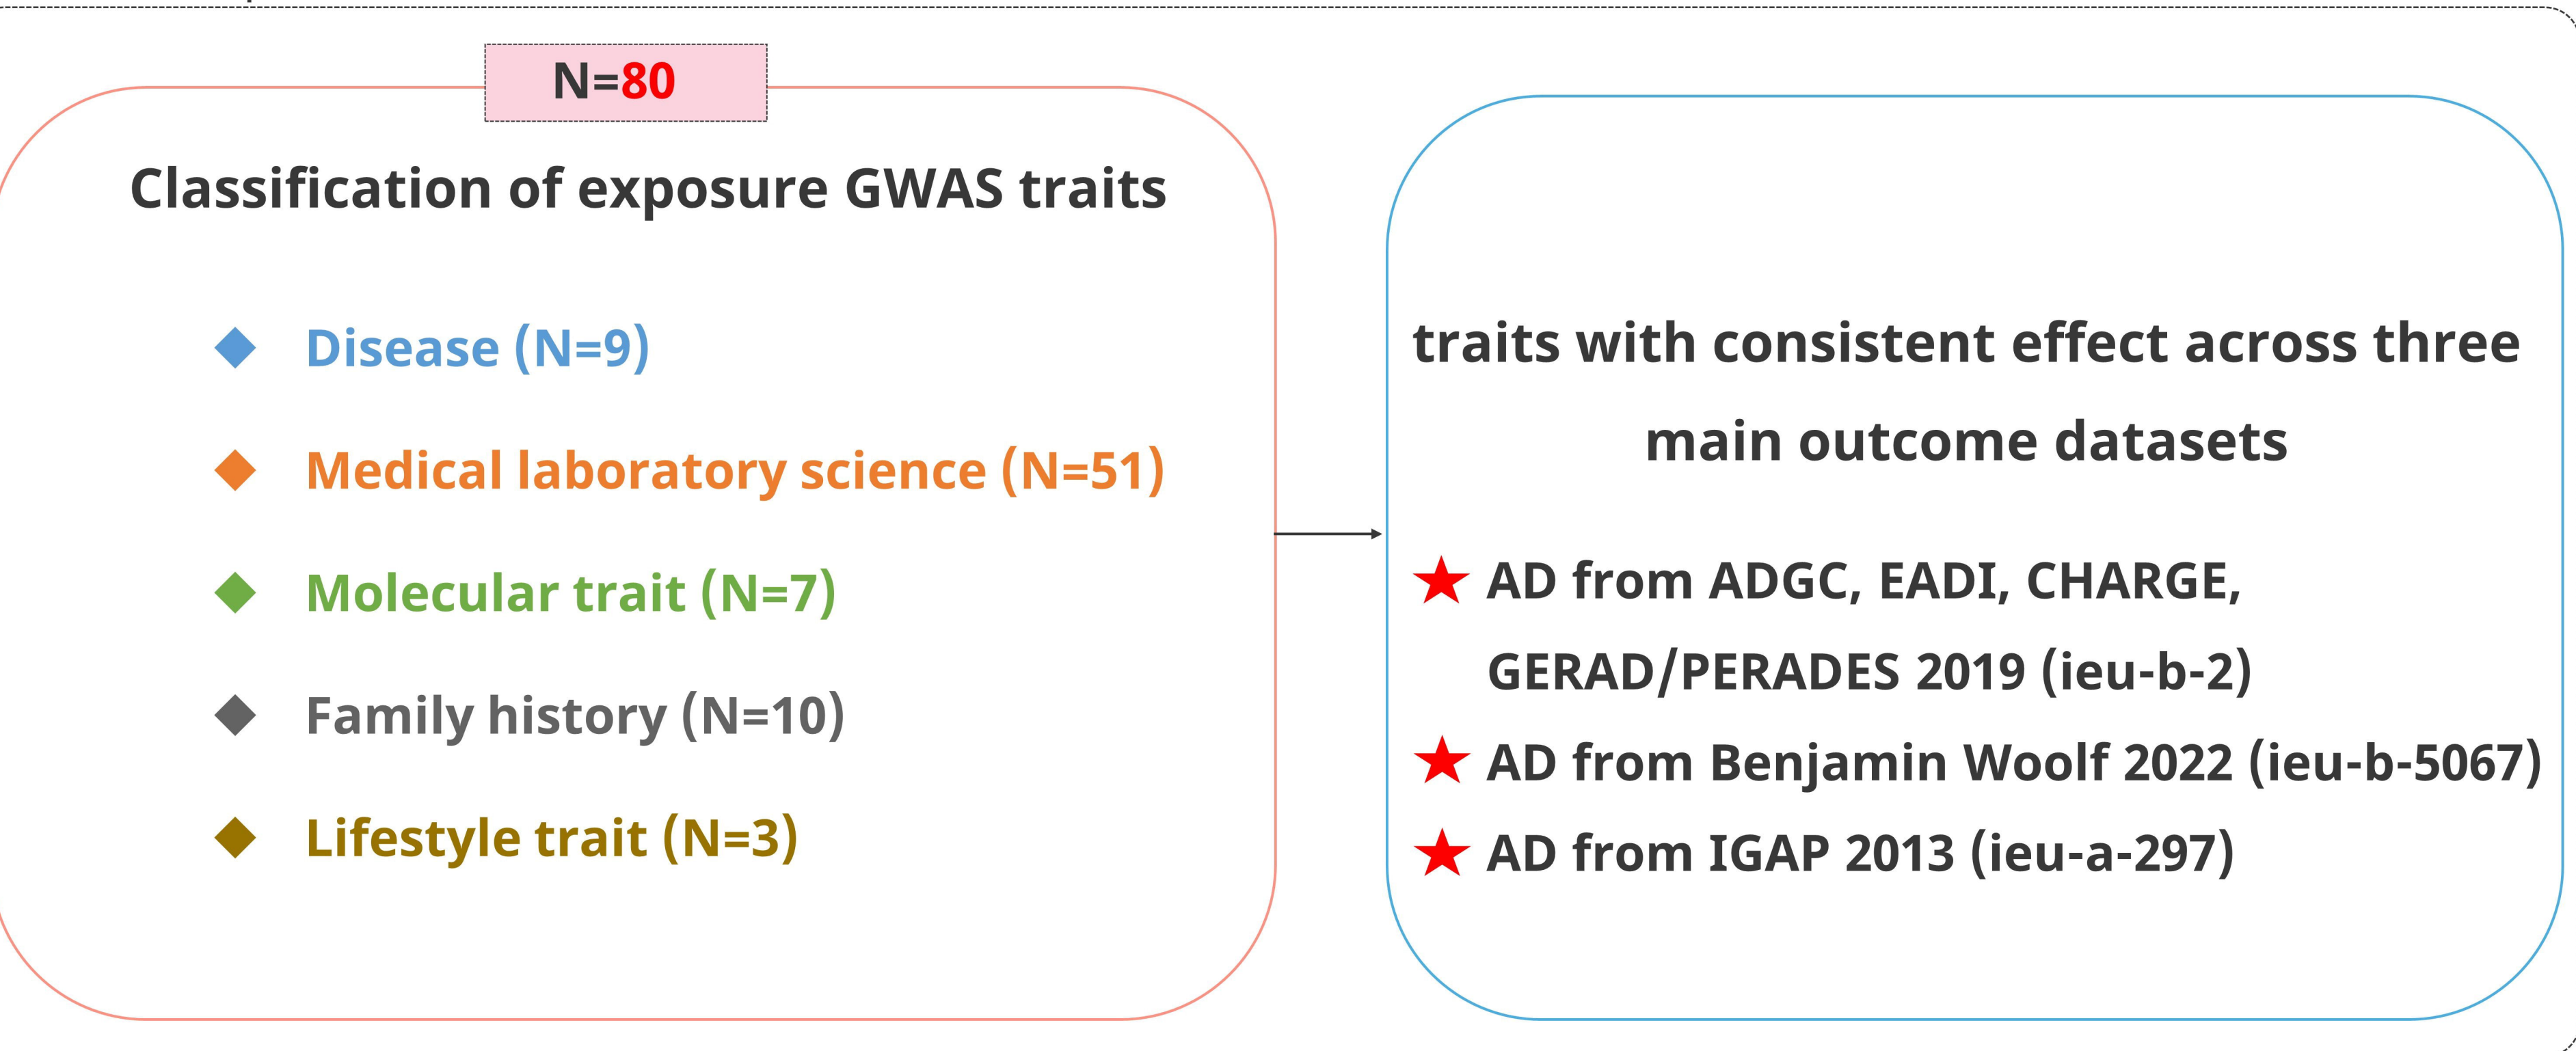 N=80
Classification of exposure GWAS traits
Disease (N=9)
Medical laboratory science (N=51)
Molecular trait (N=7)
Family history (N=10)
Lifestyle trait (N=3)
traits with consistent effect across three
main outcome datasets
AD from ADGC, EADI, CHARGE,
GERAD/PERADES 2019 (ieu-b-2)
AD from Benjamin Woolf 2022 (ieu-b-5067)
AD from IGAP 2013 (ieu-a-297)